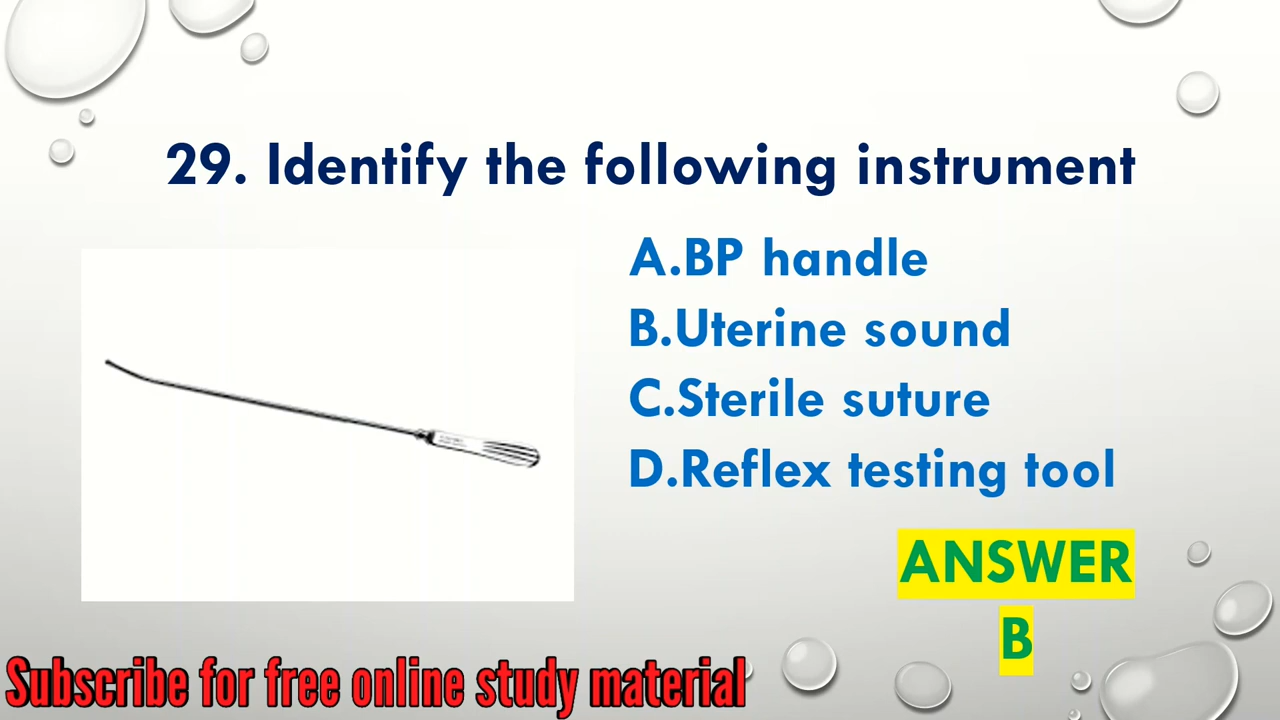 29. Identify the following instrument
A.BP handle
B.Uterine sound
C.Sterile suture
D.Reflex testing tool
ANSWER
B
Subscribe for free online study material